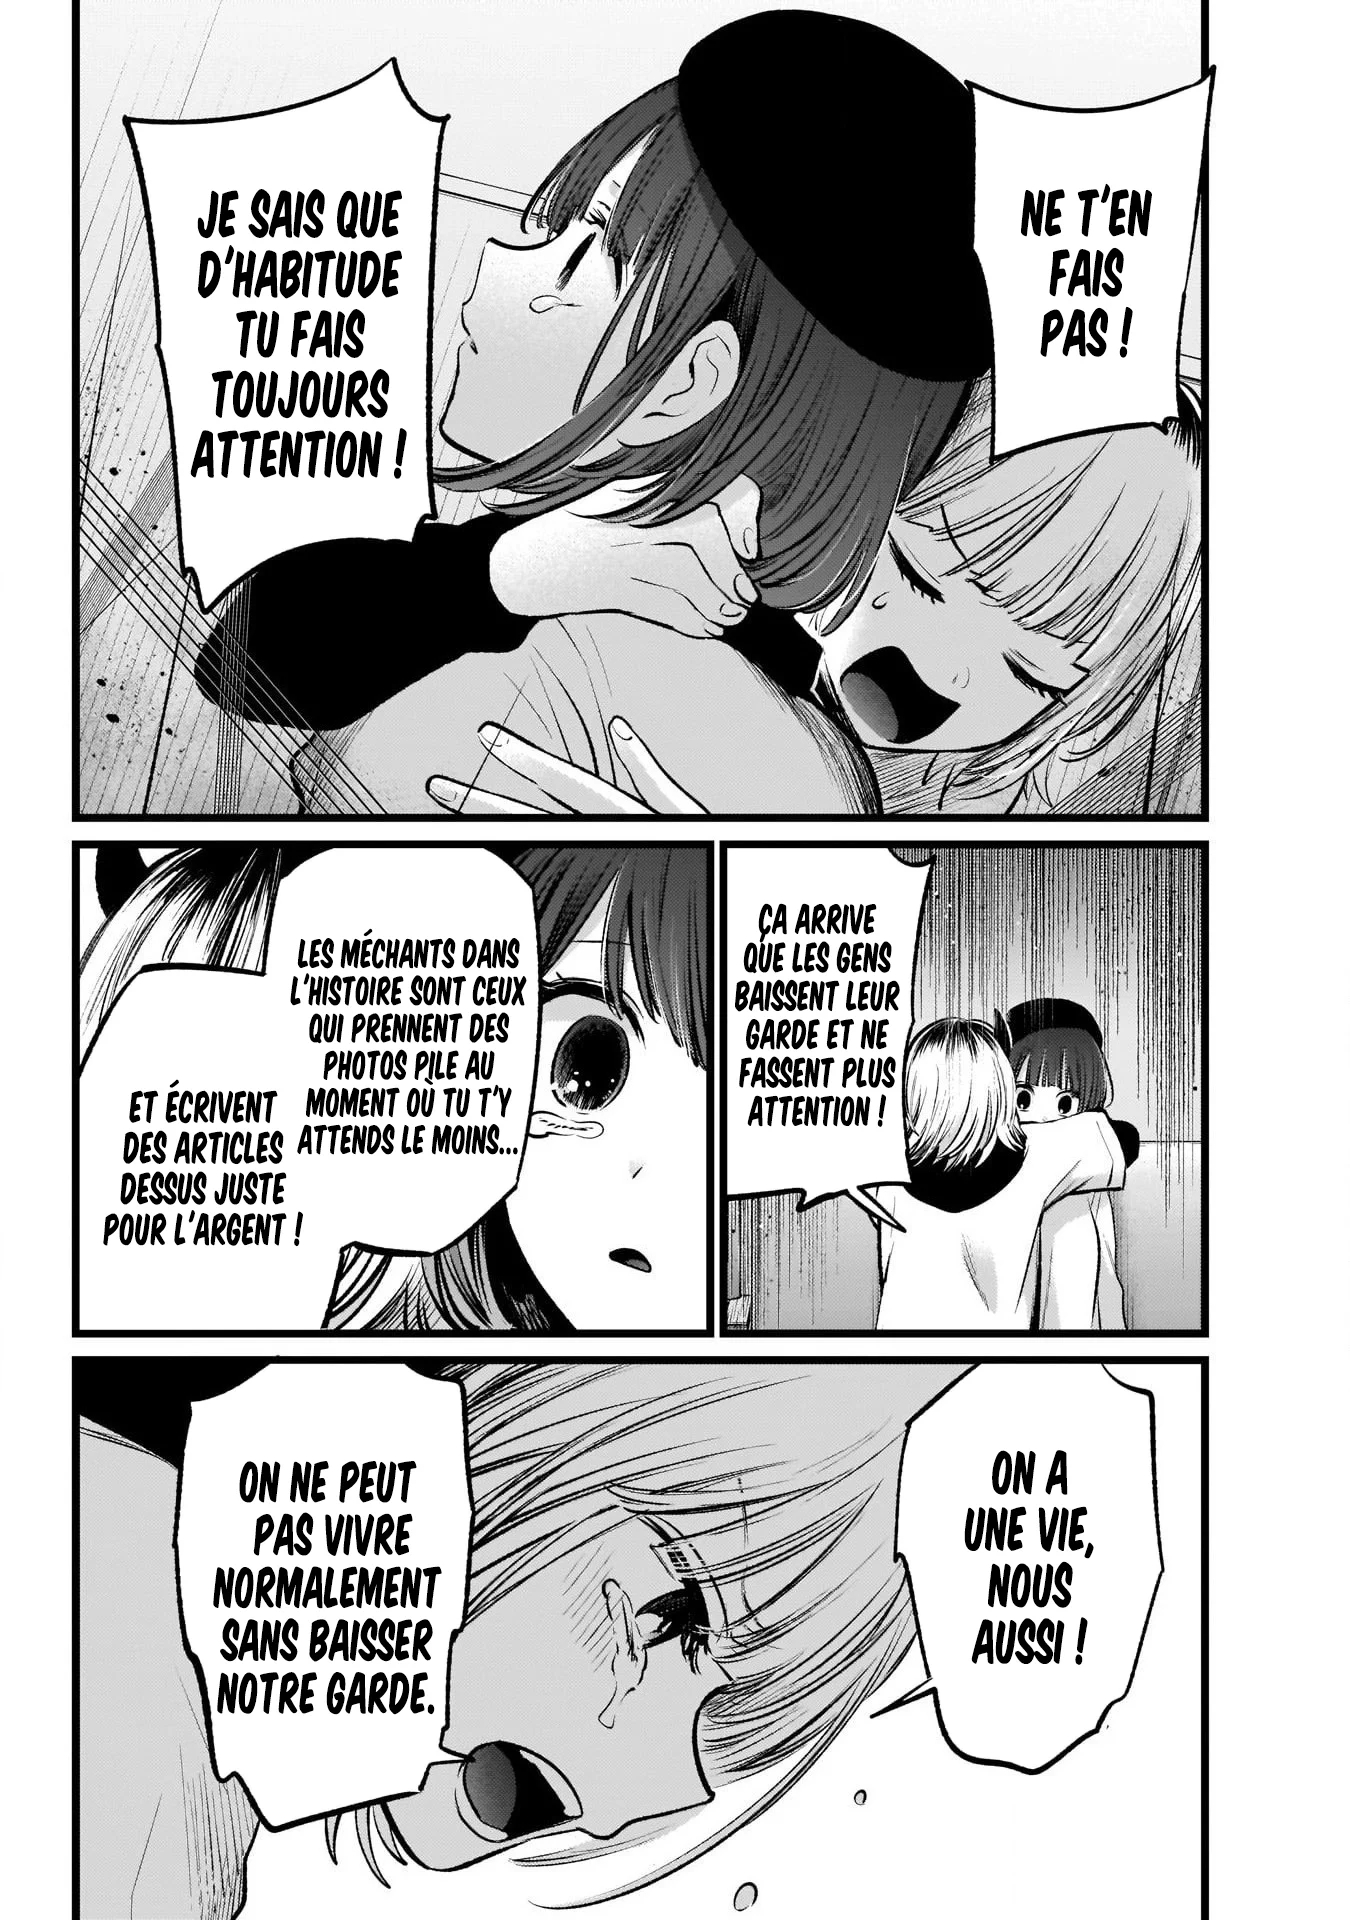 NE T'EN
FAIS
PAS !
JE SAIS QUE
D'HABITUDE
TU FAIS
TOUJOURS
ATTENTION !
ÇA ARRIVE
QUE LES GENS
BAISSENT LEUR
GARDE ET NE
FASSENT PLUS
ATTENTION !
LES MÉCHANTS DANS
L'HISTOIRE SONT CEUX
QUI PRENNENT DES
PHOTOS PILE AU
MOMENT OÙ TU T'Y
ATTENDS LE MOINS...
ET ÉCRIVENT
DES ARTICLES
DESSUS JUSTE
POUR L'ARGENT !
ON A
UNE VIE,
NOUS
AUSSI !
ON NE PEUT
PAS VIVRE
NORMALEMENT
SANS BAISSER
NOTRE GARDE.